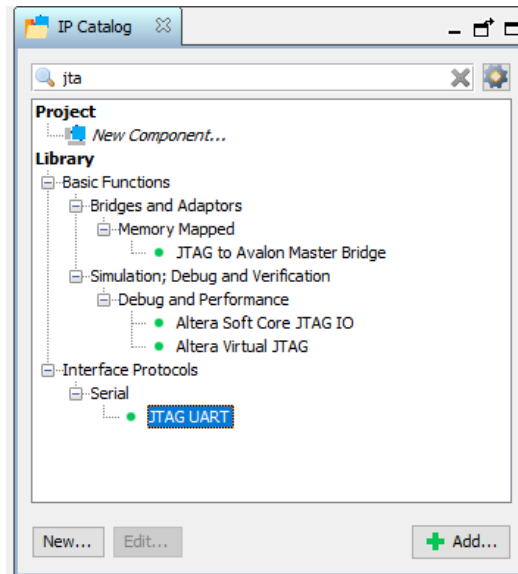 IP Catalog
jta
Project
New Component...
Library
Basic Functions
Bridges and Adaptors
Memory Mapped
JTAG to Avalon Master Bridge
Simulation; Debug and Verification
Debug and Performance
Altera Soft Core JTAG IO
Altera Virtual JTAG
Interface Protocols
Serial
JTAG UART
New... Edit... Add...